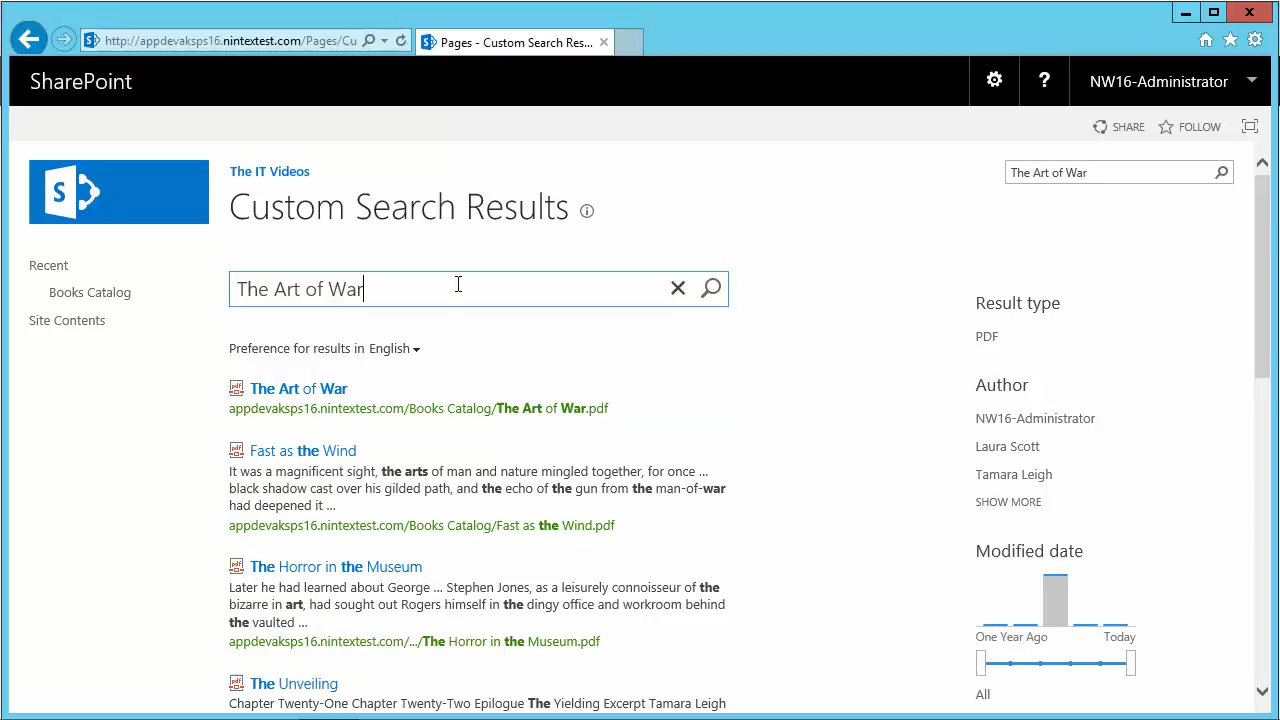 http://appdevaksps16.nintextest.com/Pages/Cu
Pages - Custom Search Res...
SharePoint
?
NW16-Administrator
SHARE
FOLLOW
S
The IT Videos
The Art of War
Custom Search Results
Recent
Books Catalog
Site Contents
The Art of War
Preference for results in English
The Art of War
appdevaksps16.nintextest.com/Books Catalog/The Art of War.pdf
Fast as the Wind
It was a magnificent sight, the arts of man and nature mingled together, for once ...
black shadow cast over his gilded path, and the echo of the gun from the man-of-war
had deepened it ...
appdevaksps16.nintextest.com/Books Catalog/Fast as the Wind.pdf
The Horror in the Museum
Later he had learned about George ... Stephen Jones, as a leisurely connoisseur of the
bizarre in art, had sought out Rogers himself in the dingy office and workroom behind
the vaulted ...
appdevaksps16.nintextest.com/.../The Horror in the Museum.pdf
The Unveiling
Chapter Twenty-One Chapter Twenty-Two Epilogue The Yielding Excerpt Tamara Leigh
Result type
PDF
Author
NW16-Administrator
Laura Scott
Tamara Leigh
SHOW MORE
Modified date
One Year Ago Today
All